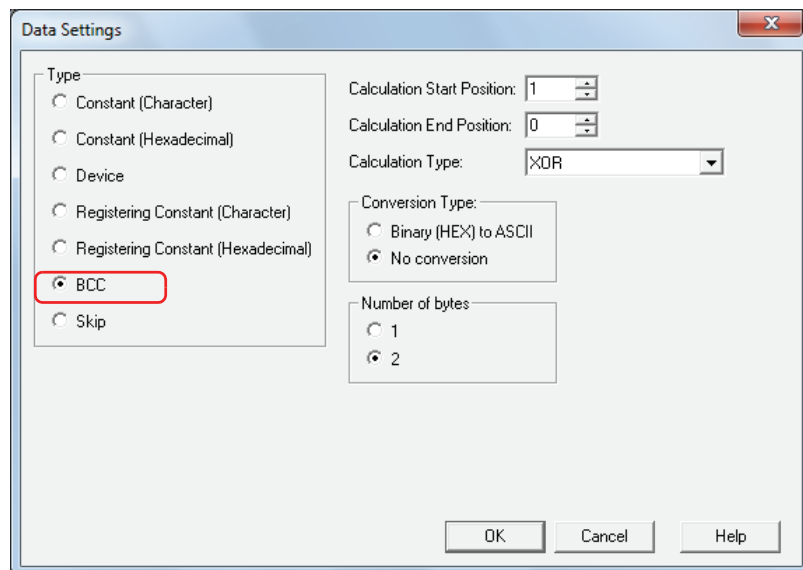 Data Settings
Type
Constant (Character)
Constant (Hexadecimal)
Device
Registering Constant (Character)
Registering Constant (Hexadecimal)
BCC
Skip
Calculation Start Position: 1
Calculation End Position: 0
Calculation Type: XOR
Conversion Type:
Binary (HEX) to ASCII
No conversion
Number of bytes
1
2
OK Cancel Help